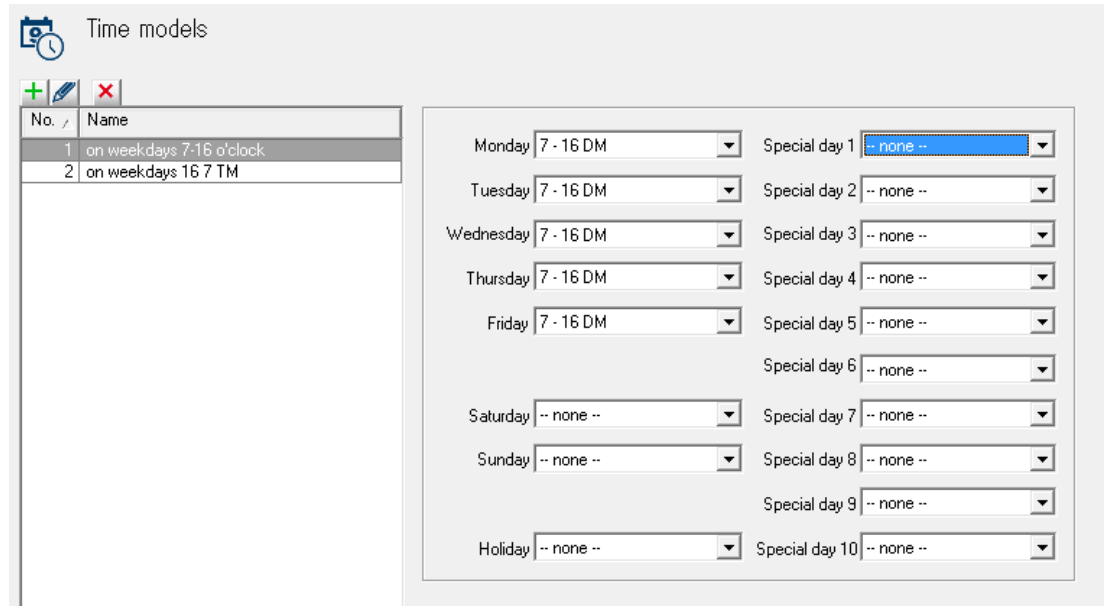 Time models
No. Name
1 on weekdays 7-16 o'clock
2 on weekdays 16 7 TM
Monday 7 - 16 DM Special day 1 -- none --
Tuesday 7 - 16 DM Special day 2 -- none --
Wednesday 7 - 16 DM Special day 3 -- none --
Thursday 7 - 16 DM Special day 4 -- none --
Friday 7 - 16 DM Special day 5 -- none --
Special day 6 -- none --
Saturday -- none -- Special day 7 -- none --
Sunday -- none -- Special day 8 -- none --
Special day 9 -- none --
Holiday -- none -- Special day 10 -- none --